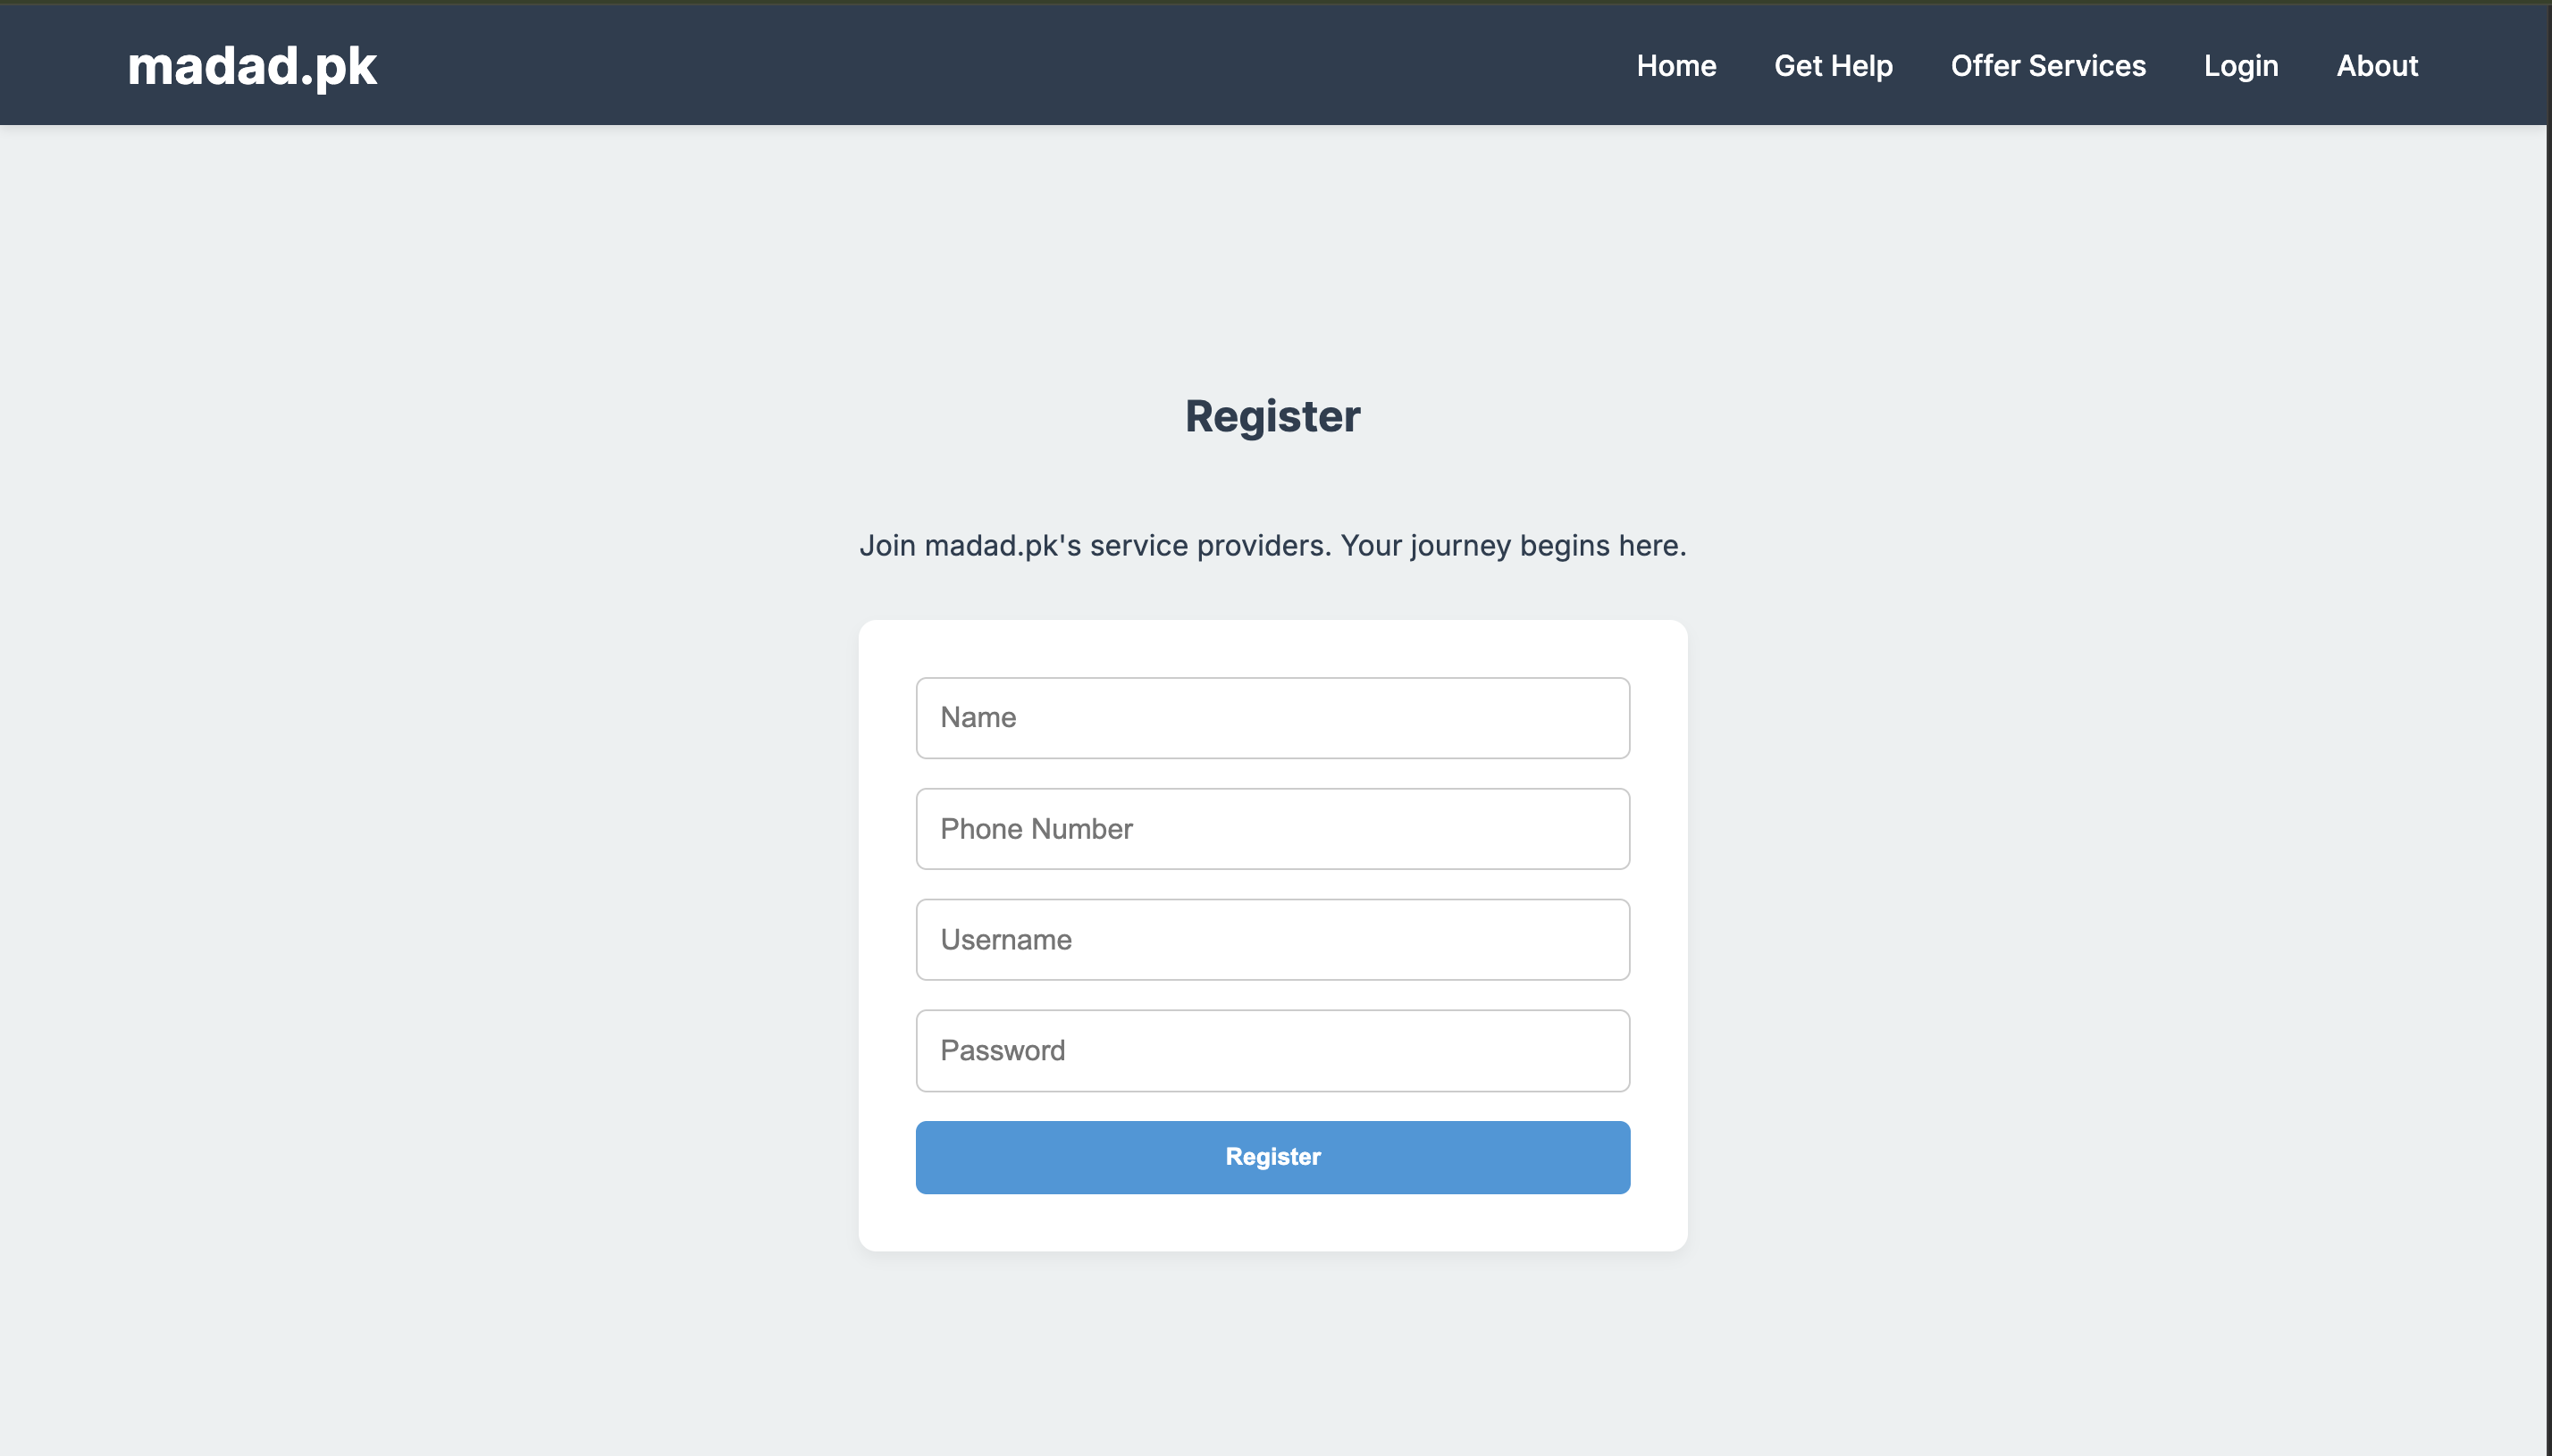 madad.pk
Home Get Help Offer Services Login About
Register
Join madad.pk's service providers. Your journey begins here.
Name
Phone Number
Username
Password
Register